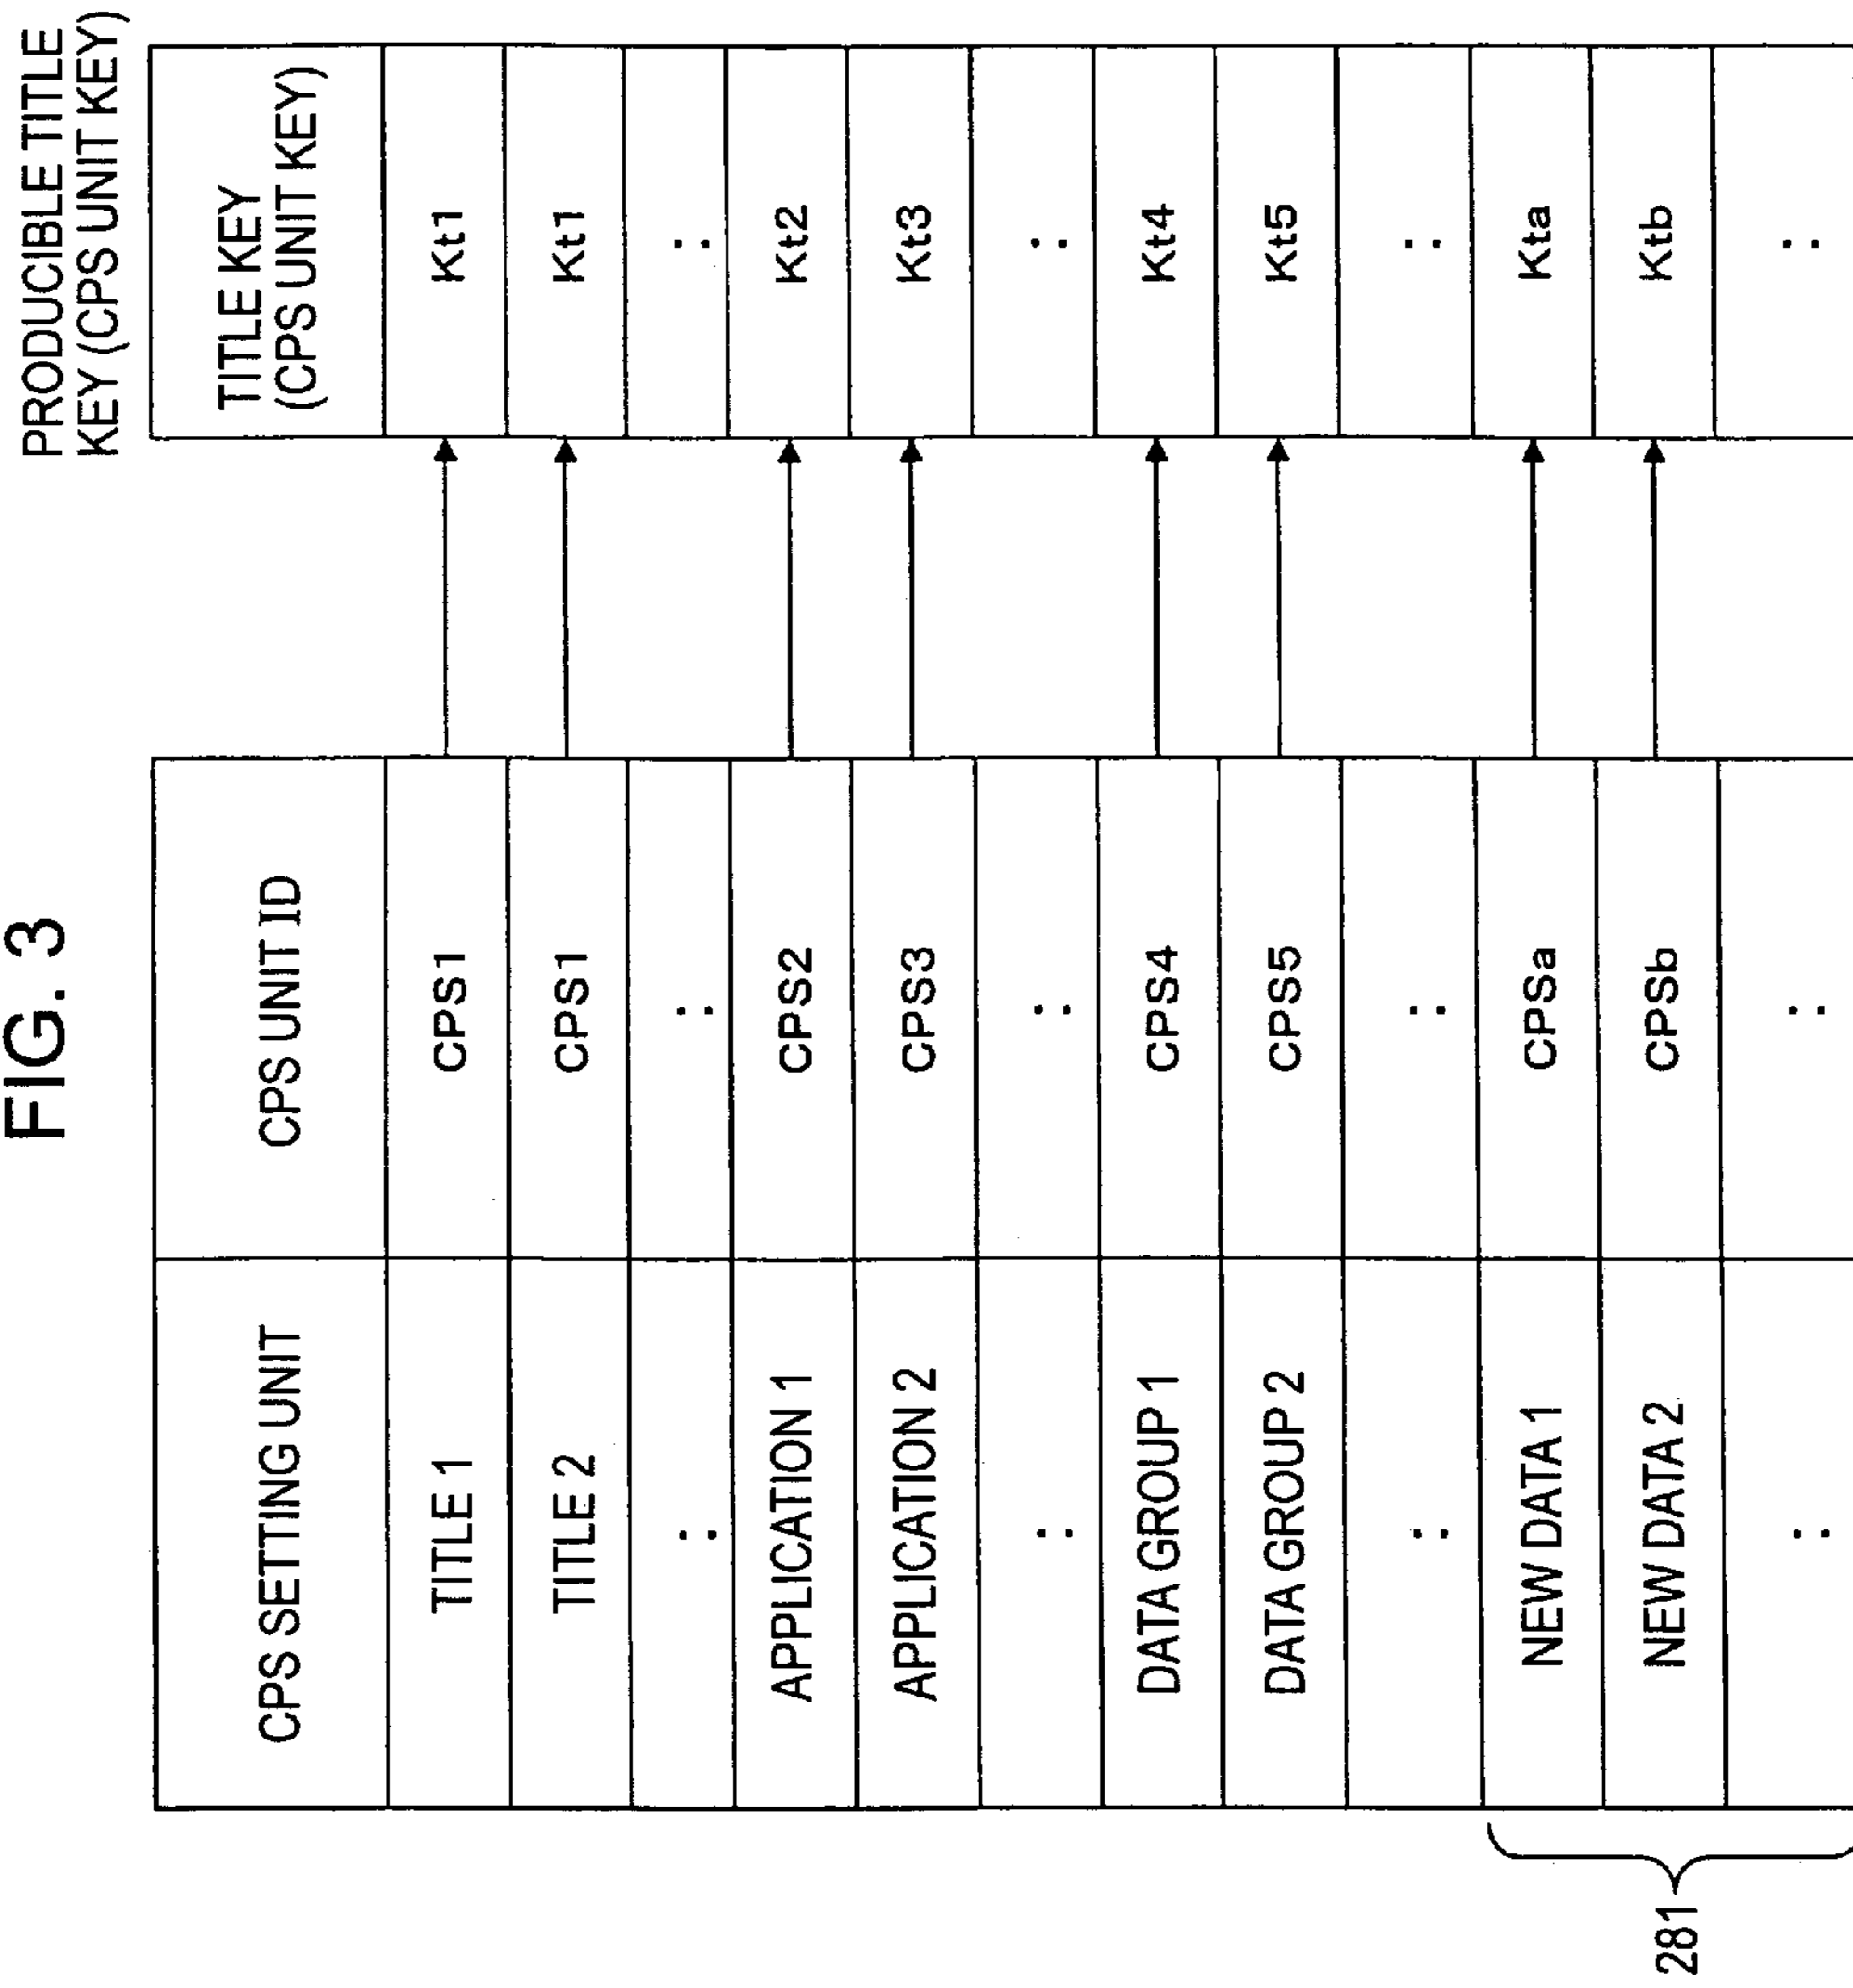 FIG. 3
PRODUCIBLE TITLE
KEY (CPS UNIT KEY)
CPS SETTING UNIT
CPS UNIT ID
TITLE KEY
(CPS UNIT KEY)
TITLE 1
CPS1
Kt1
TITLE 2
CPS1
Kt1
:
:
:
APPLICATION 1
CPS2
Kt2
APPLICATION 2
CPS3
Kt3
:
:
:
DATA GROUP 1
CPS4
Kt4
DATA GROUP 2
CPS5
Kt5
:
:
:
NEW DATA 1
CPSa
Kta
NEW DATA 2
CPSb
Ktb
:
:
:
281